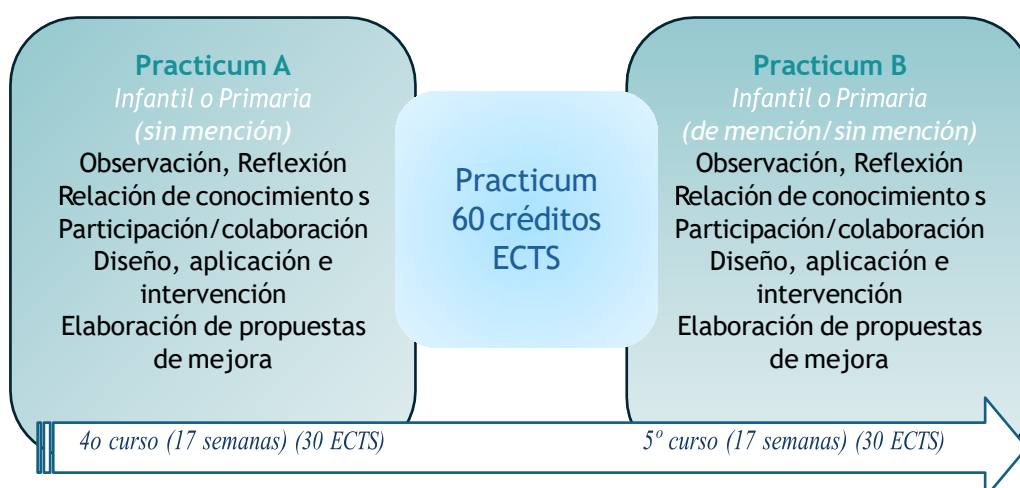 Practicum A
Infantil o Primaria
(sin mención)
Observación, Reflexión
Relación de conocimiento s
Participación/colaboración
Diseño, aplicación e
intervención
Elaboración de propuestas
de mejora
Practicum
60 créditos
ECTS
Practicum B
Infantil o Primaria
(de mención/ sin mención)
Observación, Reflexión
Relación de conocimiento s
Participación/colaboración
Diseño, aplicación e
intervención
Elaboración de propuestas
de mejora
4o curso (17 semanas) (30 ECTS)
5º curso (17 semanas) (30 ECTS)